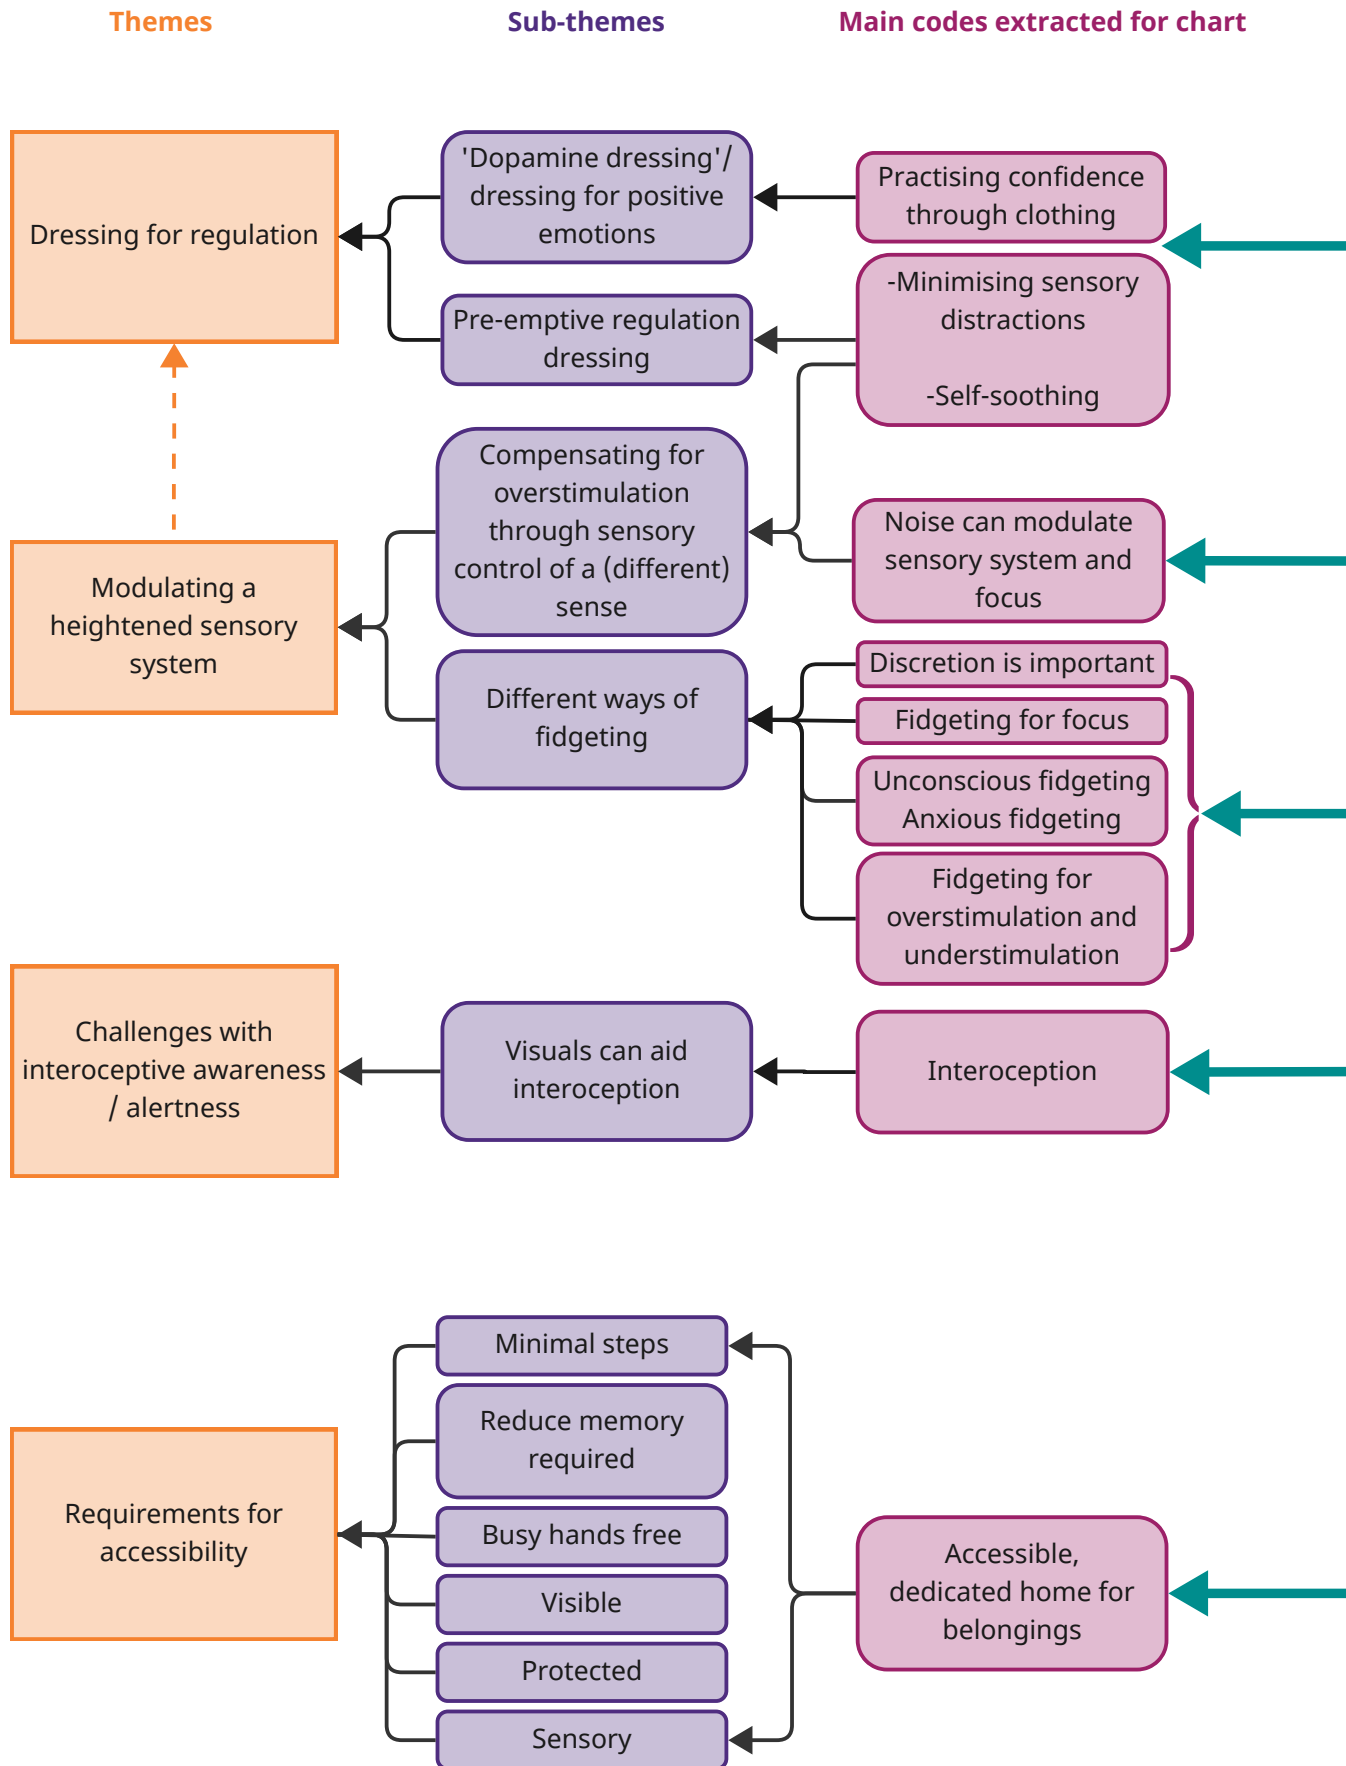 Themes
Sub-themes
Main codes extracted for chart
Dressing for regulation
'Dopamine dressing'/
dressing for positive
emotions
Practising confidence
through clothing
Pre-emptive regulation
dressing
-Minimising sensory
distractions
-Self-soothing
Modulating a
heightened sensory
system
Compensating for
overstimulation
through sensory
control of a (different)
sense
Noise can modulate
sensory system and
focus
Different ways of
fidgeting
Discretion is important
Fidgeting for focus
Unconscious fidgeting
Anxious fidgeting
Fidgeting for
overstimulation and
understimulation
Challenges with
interoceptive awareness
/ alertness
Visuals can aid
interoception
Interoception
Requirements for
accessibility
Minimal steps
Reduce memory
required
Busy hands free
Visible
Protected
Sensory
Accessible,
dedicated home for
belongings